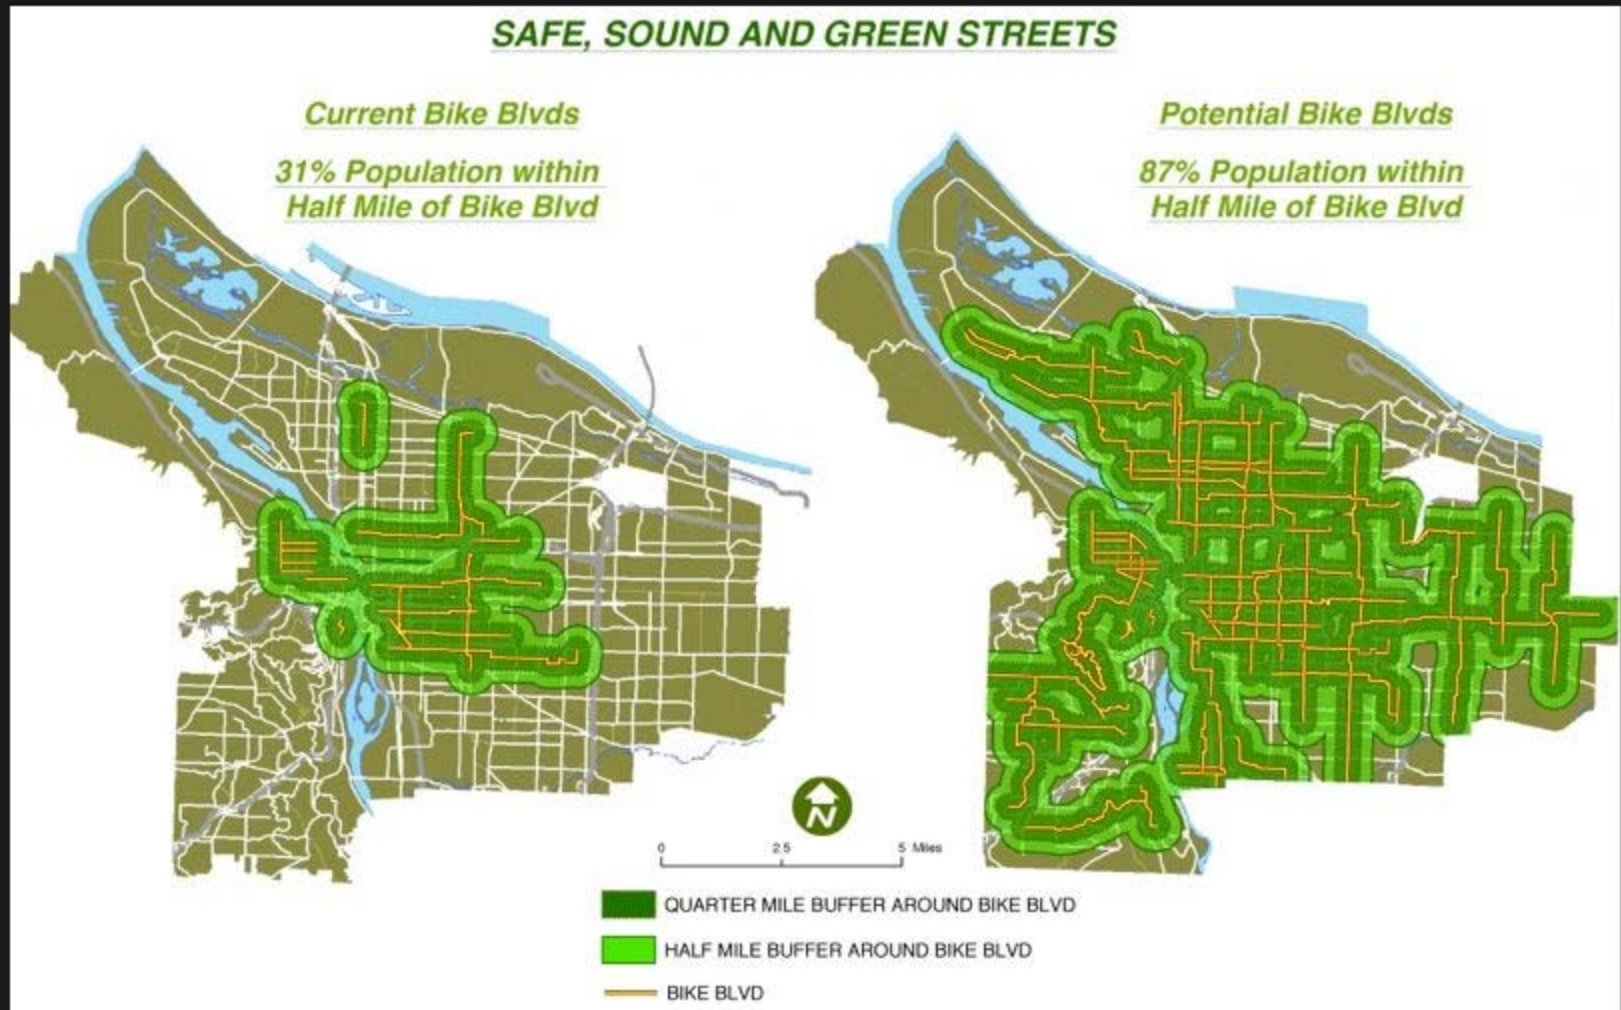 SAFE, SOUND AND GREEN STREETS
Current Bike Blvds
31% Population within
Half Mile of Bike Blvd
Potential Bike Blvds
87% Population within
Half Mile of Bike Blvd
N
0 2.5 5 Miles
QUARTER MILE BUFFER AROUND BIKE BLVD
HALF MILE BUFFER AROUND BIKE BLVD
BIKE BLVD